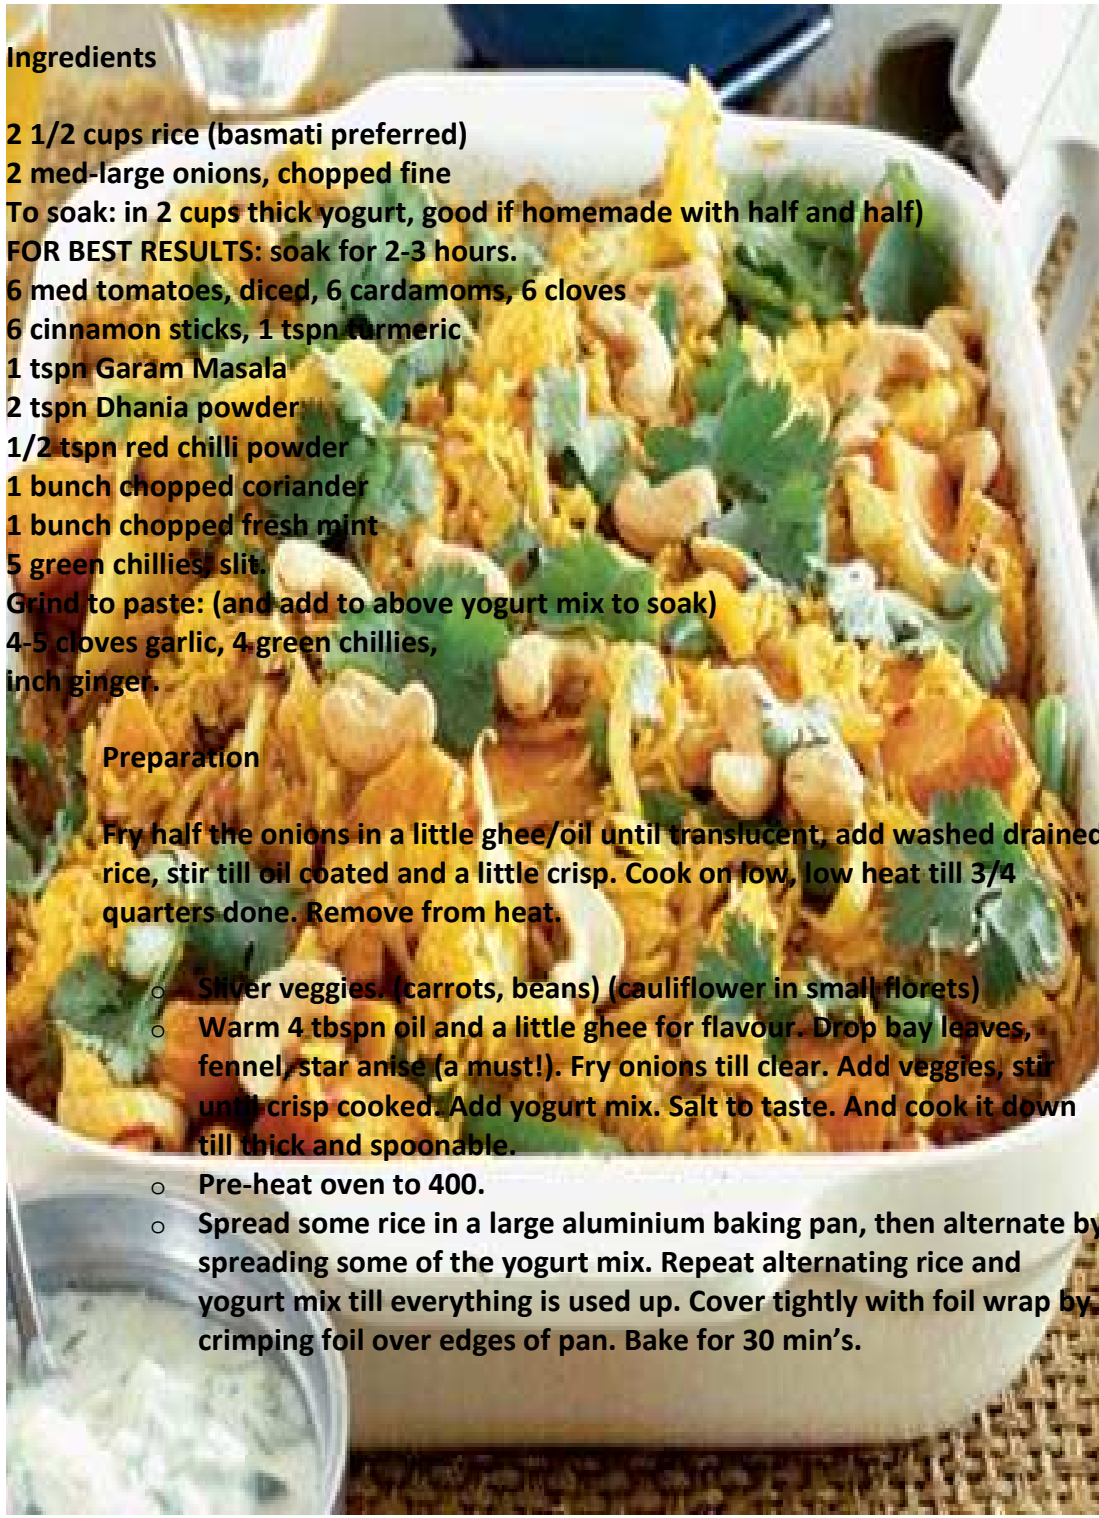 Ingredients
2 1/2 cups rice (basmati preferred)
2 med-large onions, chopped fine
To soak: in 2 cups thick yogurt, good if homemade with half and half)
FOR BEST RESULTS: soak for 2-3 hours.
6 med tomatoes, diced, 6 cardamoms, 6 cloves
6 cinnamon sticks, 1 tspn turmeric
1 tspn Garam Masala
2 tspn Dhania powder
1/2 tspn red chilli powder
1 bunch chopped coriander
1 bunch chopped fresh mint
5 green chillies, slit.
Grind to paste: (and add to above yogurt mix to soak)
4-5 cloves garlic, 4 green chillies,
inch ginger.
Preparation
Fry half the onions in a little ghee/oil until translucent, add washed drained
rice, stir till oil coated and a little crisp. Cook on low, low heat till 3/4
quarters done. Remove from heat.
o Sliver veggies. (carrots, beans) (cauliflower in small florets)
o Warm 4 tbspn oil and a little ghee for flavour. Drop bay leaves,
fennel, star anise (a must!). Fry onions till clear. Add veggies, stir
until crisp cooked. Add yogurt mix. Salt to taste. And cook it down
till thick and spoonable.
o Pre-heat oven to 400.
o Spread some rice in a large aluminium baking pan, then alternate by
spreading some of the yogurt mix. Repeat alternating rice and
yogurt mix till everything is used up. Cover tightly with foil wrap by
crimping foil over edges of pan. Bake for 30 min’s.